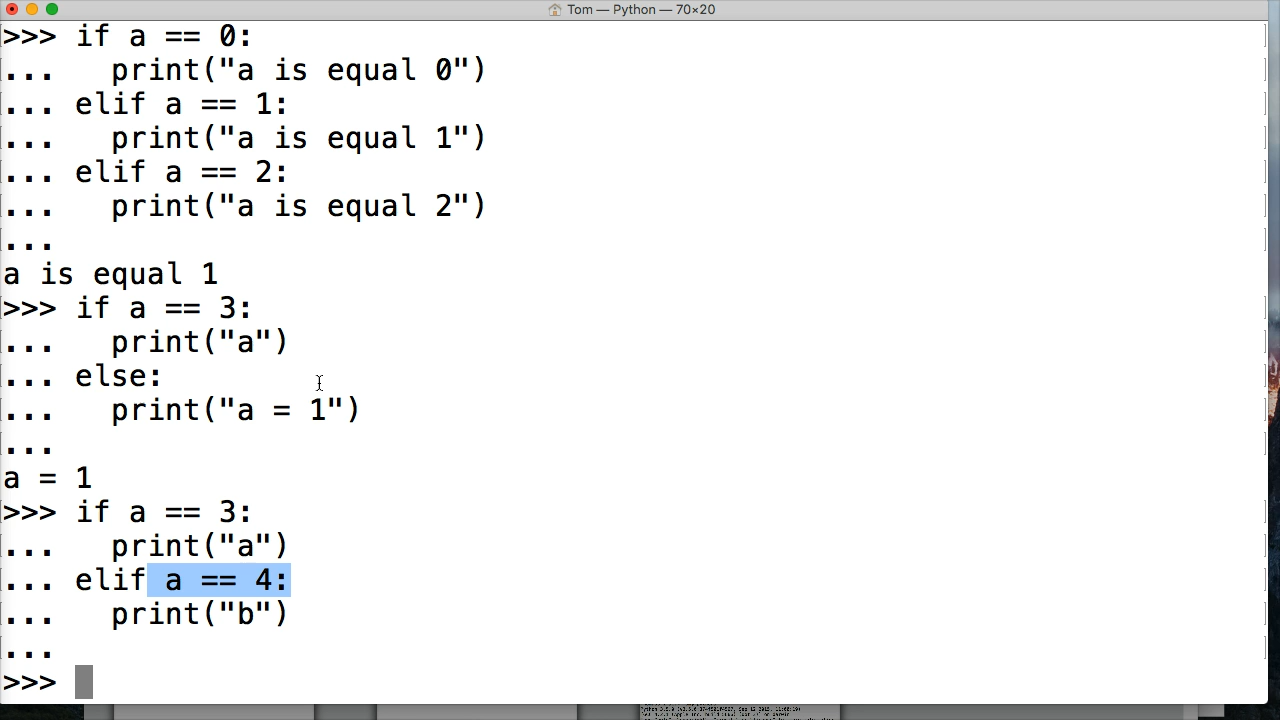 Tom — Python — 70×20
>>> if a == 0:
...   print("a is equal 0")
... elif a == 1:
...   print("a is equal 1")
... elif a == 2:
...   print("a is equal 2")
...
a is equal 1
>>> if a == 3:
...   print("a")
... else:
...   print("a = 1")
...
a = 1
>>> if a == 3:
...   print("a")
... elif a == 4:
...   print("b")
...
>>>